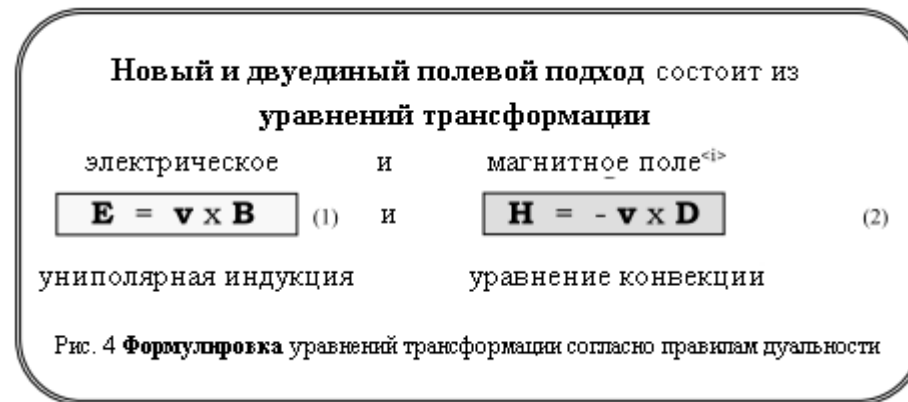 Новый и двуединый полевой подход состоит из
уравнений трансформации
электрическое и магнитное поле<i>
E = v x B (1) и H = - v x D (2)
униполярная индукция уравнение конвекции
Рис. 4 Формулировка уравнений трансформации согласно правилам дуальности